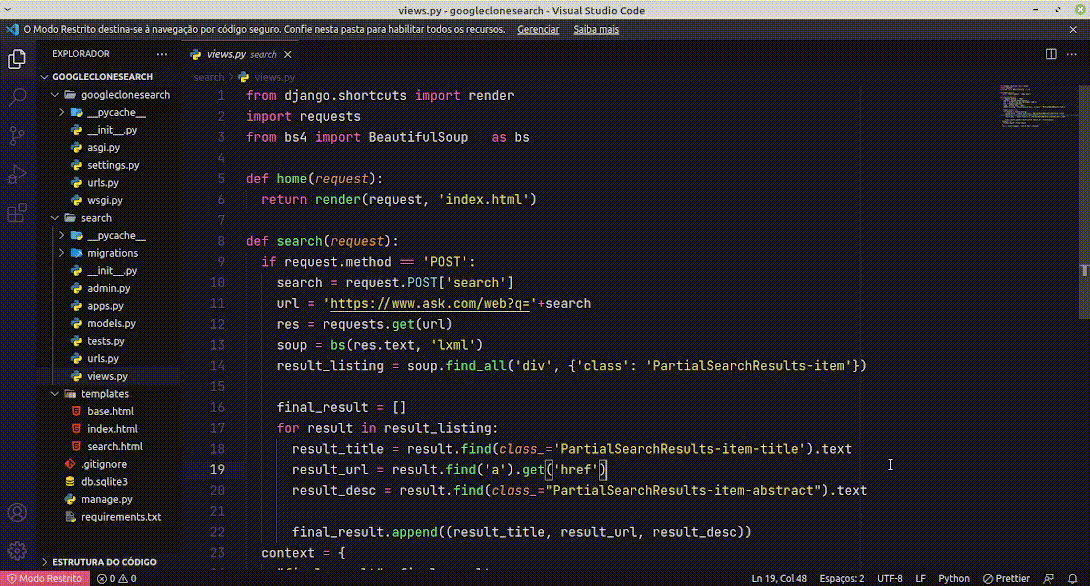 views.py - googleclonesearch - Visual Studio Code
O Modo Restrito destina-se à navegação por código seguro. Confie nesta pasta para habilitar todos os recursos. Gerenciar Saiba mais
EXPLORADOR
views.py search
GOOGLECLONESEARCH
search > views.py
googleclonesearch
__pycache__
__init__.py
asgi.py
settings.py
urls.py
wsgi.py
search
__pycache__
migrations
__init__.py
admin.py
apps.py
models.py
tests.py
urls.py
views.py
templates
base.html
index.html
search.html
.gitignore
db.sqlite3
manage.py
requirements.txt
ESTRUTURA DO CÓDIGO
1 from django.shortcuts import render
2 import requests
3 from bs4 import BeautifulSoup   as bs
4
5 def home(request):
6   return render(request, 'index.html')
7
8 def search(request):
9   if request.method == 'POST':
10     search = request.POST['search']
11     url = 'https://www.ask.com/web?q='+search
12     res = requests.get(url)
13     soup = bs(res.text, 'lxml')
14     result_listing = soup.find_all('div', {'class': 'PartialSearchResults-item'})
15
16     final_result = []
17     for result in result_listing:
18       result_title = result.find(class_='PartialSearchResults-item-title').text
19       result_url = result.find('a').get('href')
20       result_desc = result.find(class_="PartialSearchResults-item-abstract").text
21
22       final_result.append((result_title, result_url, result_desc))
23   context = {
Modo Restrito 0 0 Ln 19, Col 48 Espaços: 2 UTF-8 LF Python Prettier